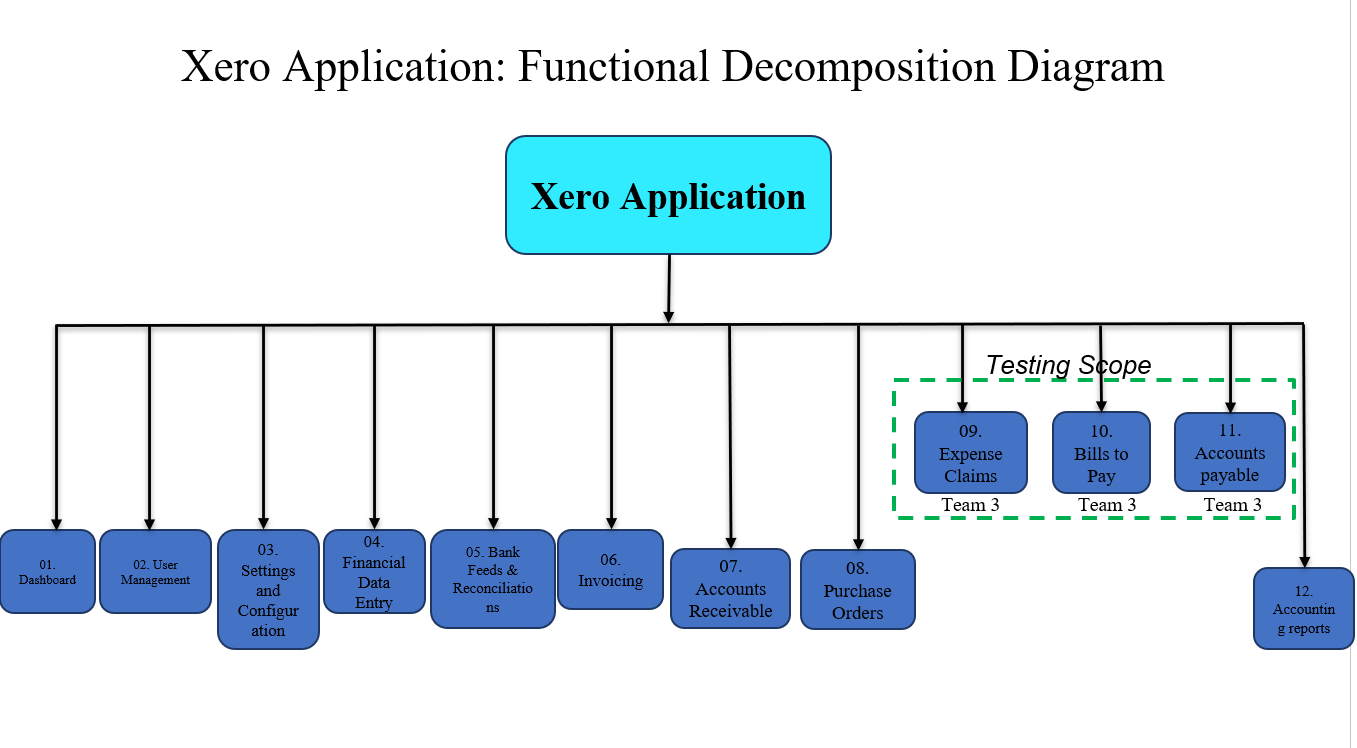 Xero Application: Functional Decomposition Diagram
Xero Application
Testing Scope
01.
Dashboard
02. User
Management
03.
Settings
and
Configur
ation
04.
Financial
Data
Entry
05. Bank
Feeds &
Reconciliatio
ns
06.
Invoicing
07.
Accounts
Receivable
08.
Purchase
Orders
09.
Expense
Claims
Team 3
10.
Bills to
Pay
Team 3
11.
Accounts
payable
Team 3
12.
Accountin
g reports